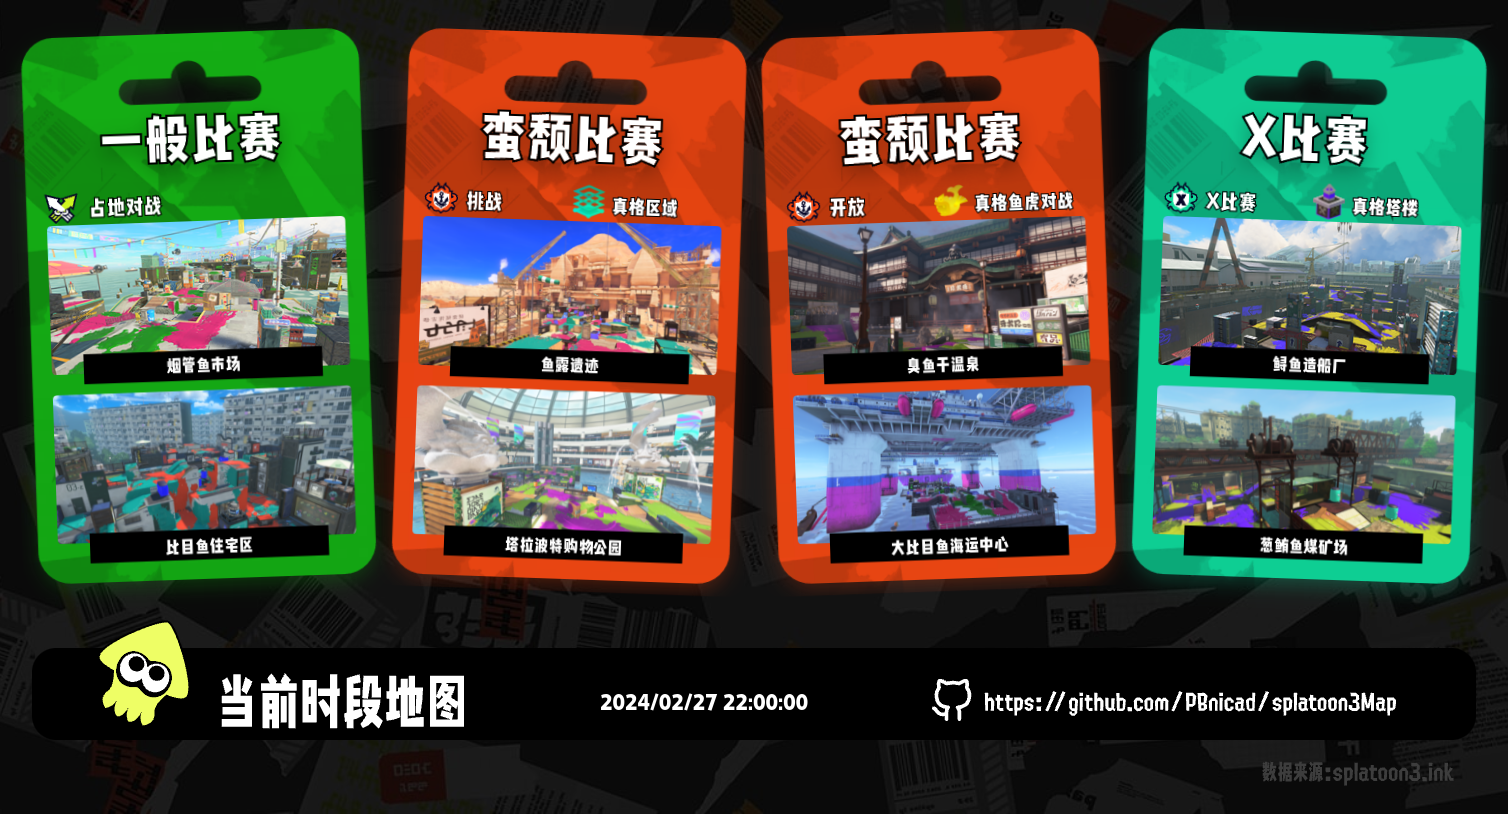 一般比赛
占地对战
烟管鱼市场
比目鱼住宅区
蛮颓比赛
挑战
真格区域
鱼露遗迹
塔拉波特购物公园
蛮颓比赛
开放
真格鱼虎对战
臭鱼干温泉
大比目鱼海运中心
X比赛
X比赛
真格塔楼
鲟鱼造船厂
葱鲔鱼煤矿场
当前时段地图
2024/02/27 22:00:00
https://github.com/PBnicad/splatoon3Map
数据来源:splatoon3.ink